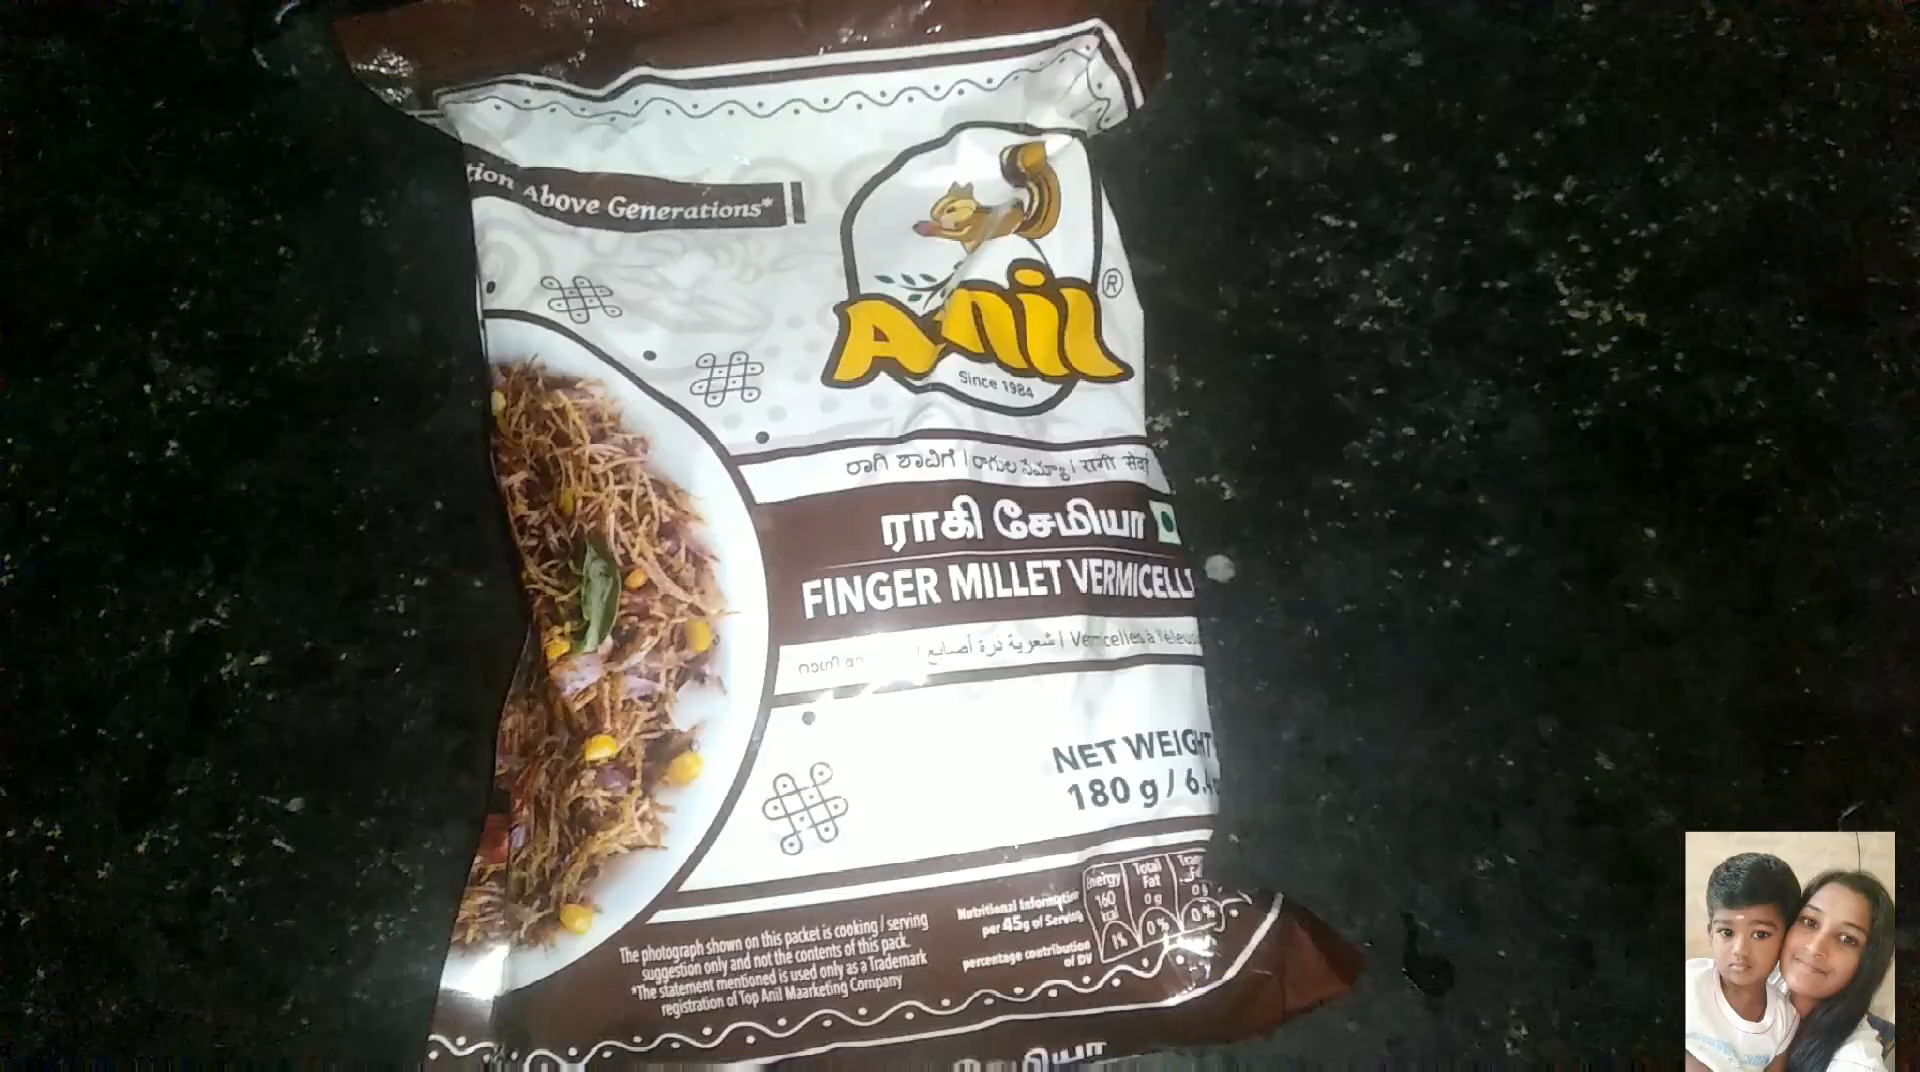 Above Generations*
Anil
®
Since 1984
ರಾಗಿ ಶಾವಿಗೆ | రాగుల సేమ్యా | रागी सेवई
ராகி சேமியா
FINGER MILLET VERMICELLI
شعرية ذرة أصابع | Vermicelles à
NET WEIGHT
180 g / 6.
Nutritional Information
per 45g of Serving
percentage contribution
of DV
Energy
160
kcal
1%
Total
Fat
0 g
0%
0 g
0%
The photograph shown on this packet is cooking / serving
suggestion only and not the contents of this pack.
*The statement mentioned is used only as a Trademark
registration of Top Anil Maarketing Company